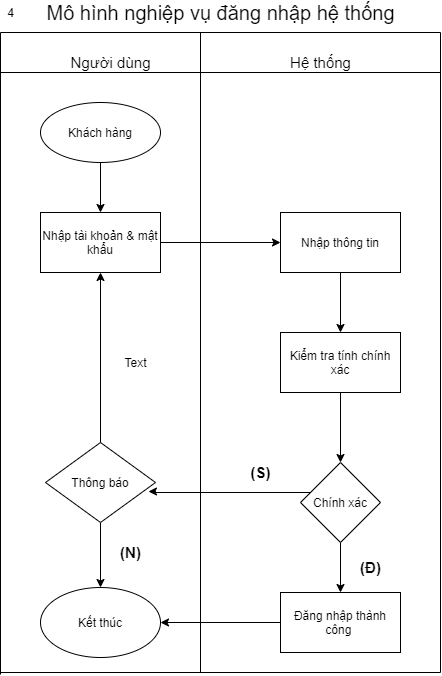 4
Mô hình nghiệp vụ đăng nhập hệ thống
Người dùng
Hệ thống
Khách hàng
Nhập tài khoản & mật
khẩu
Nhập thông tin
Kiểm tra tính chính
xác
Text
Thông báo
(S)
Chính xác
(N)
(Đ)
Kết thúc
Đăng nhập thành
công